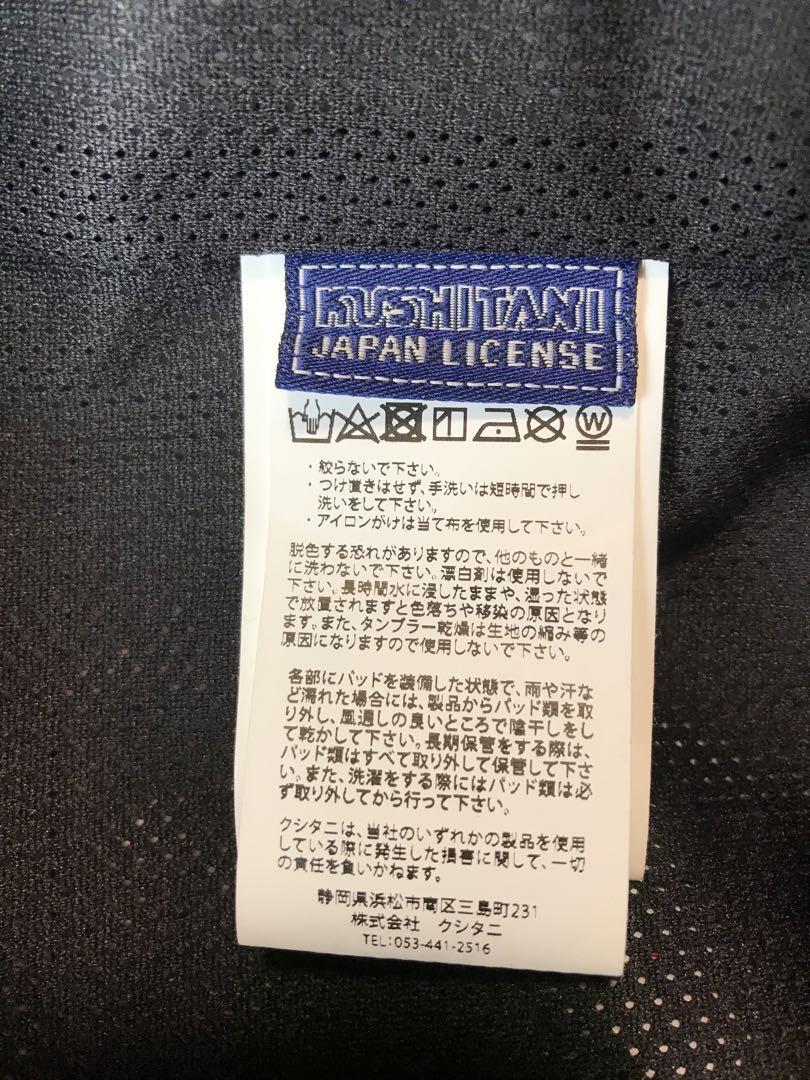 KUSHITANI
JAPAN LICENSE
W
・絞らないで下さい。
・つけ置きはせず、手洗いは短時間で押し
洗いをして下さい。
・アイロンがけは当て布を使用して下さい。
脱色する恐れがありますので、他のものと一緒
に洗わないで下さい。漂白剤は使用しないで
下さい。長時間水に浸したままや、湿った状態
で放置されますと色落ちや移染の原因となり
ます。また、タンブラー乾燥は生地の縮み等の
原因になりますので使用しないで下さい。
各部にパッドを装備した状態で、雨や汗な
ど濡れた場合には、製品からパッド類を取
り外し、風通しの良いところで陰干しをし
て乾かして下さい。長期保管をする際は、
パッド類はすべて取り外して保管して下さ
い。また、洗濯をする際にはパッド類は必
ず取り外してから行って下さい。
クシタニは、当社のいずれかの製品を使用
している際に発生した損害に関して、一切
の責任を負いかねます。
静岡県浜松市南区三島町231
株式会社 クシタニ
TEL:053-441-2516